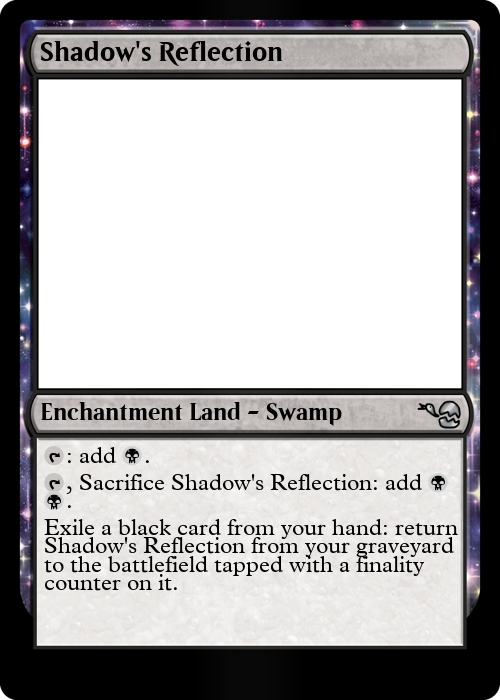 Shadow's Reflection
Enchantment Land – Swamp
: add .
, Sacrifice Shadow's Reflection: add
.
Exile a black card from your hand: return
Shadow's Reflection from your graveyard
to the battlefield tapped with a finality
counter on it.